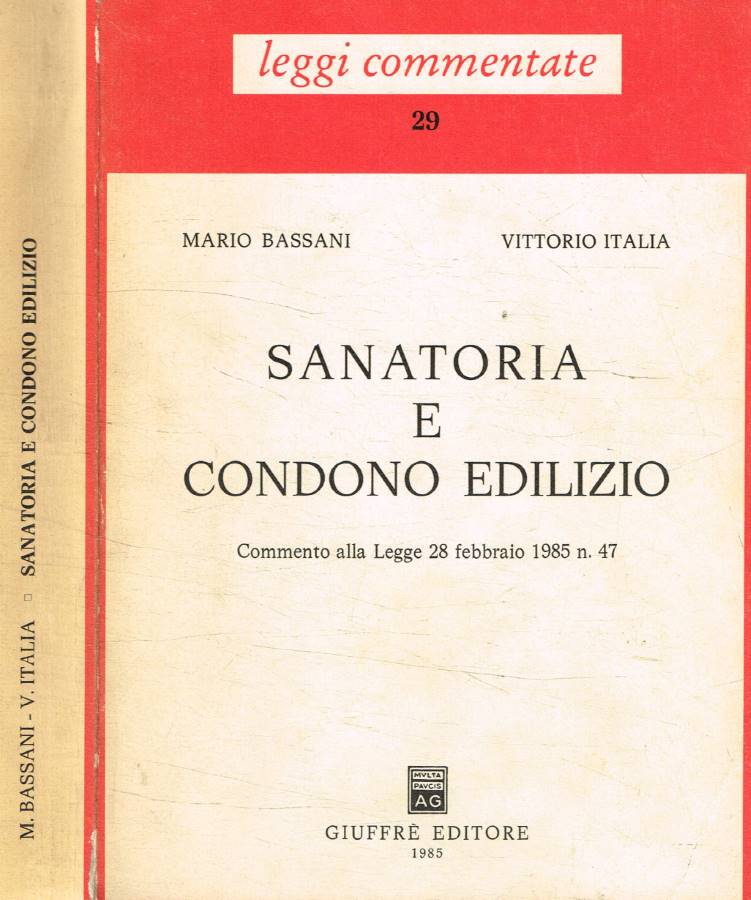 M. BASSANI - V. ITALIA □ SANATORIA E CONDONO EDILIZIO
leggi commentate
29
MARIO BASSANI VITTORIO ITALIA
SANATORIA
E
CONDONO EDILIZIO
Commento alla Legge 28 febbraio 1985 n. 47
MVLTA
PAVCIS
AG
GIUFFRÈ EDITORE
1985